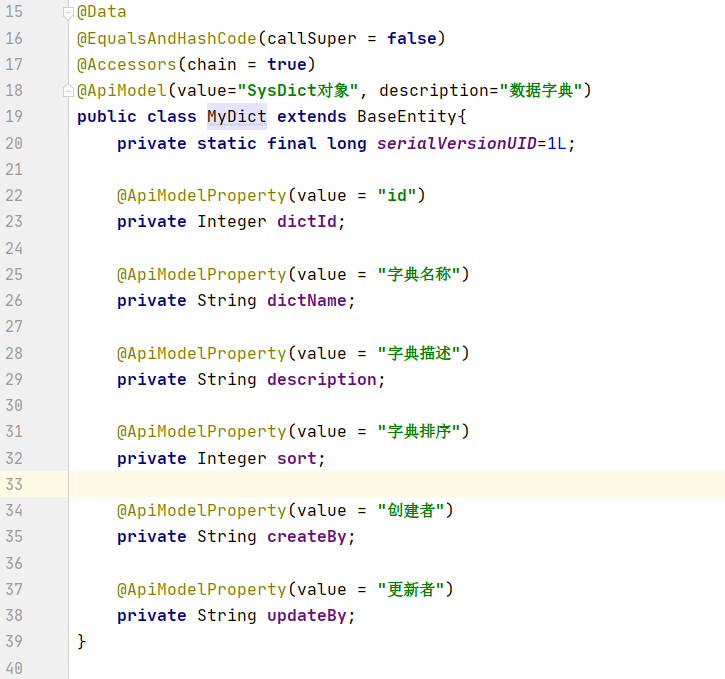 15 @Data
16 @EqualsAndHashCode(callSuper = false)
17 @Accessors(chain = true)
18 @ApiModel(value="SysDict对象", description="数据字典")
19 public class MyDict extends BaseEntity{
20     private static final long serialVersionUID=1L;
21
22     @ApiModelProperty(value = "id")
23     private Integer dictId;
24
25     @ApiModelProperty(value = "字典名称")
26     private String dictName;
27
28     @ApiModelProperty(value = "字典描述")
29     private String description;
30
31     @ApiModelProperty(value = "字典排序")
32     private Integer sort;
33
34     @ApiModelProperty(value = "创建者")
35     private String createBy;
36
37     @ApiModelProperty(value = "更新者")
38     private String updateBy;
39 }
40